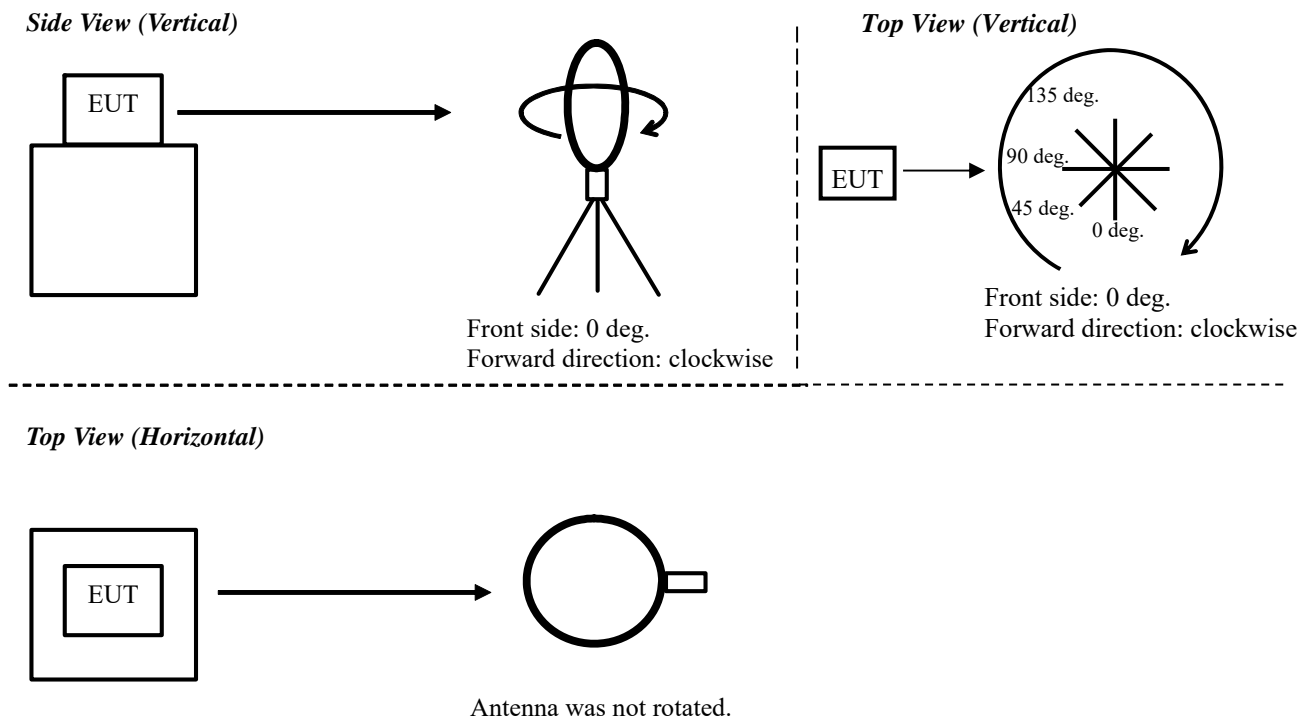 Side View (Vertical)
EUT
Front side: 0 deg.
Forward direction: clockwise
Top View (Vertical)
135 deg.
90 deg.
EUT
45 deg.
0 deg.
Front side: 0 deg.
Forward direction: clockwise
Top View (Horizontal)
EUT
Antenna was not rotated.